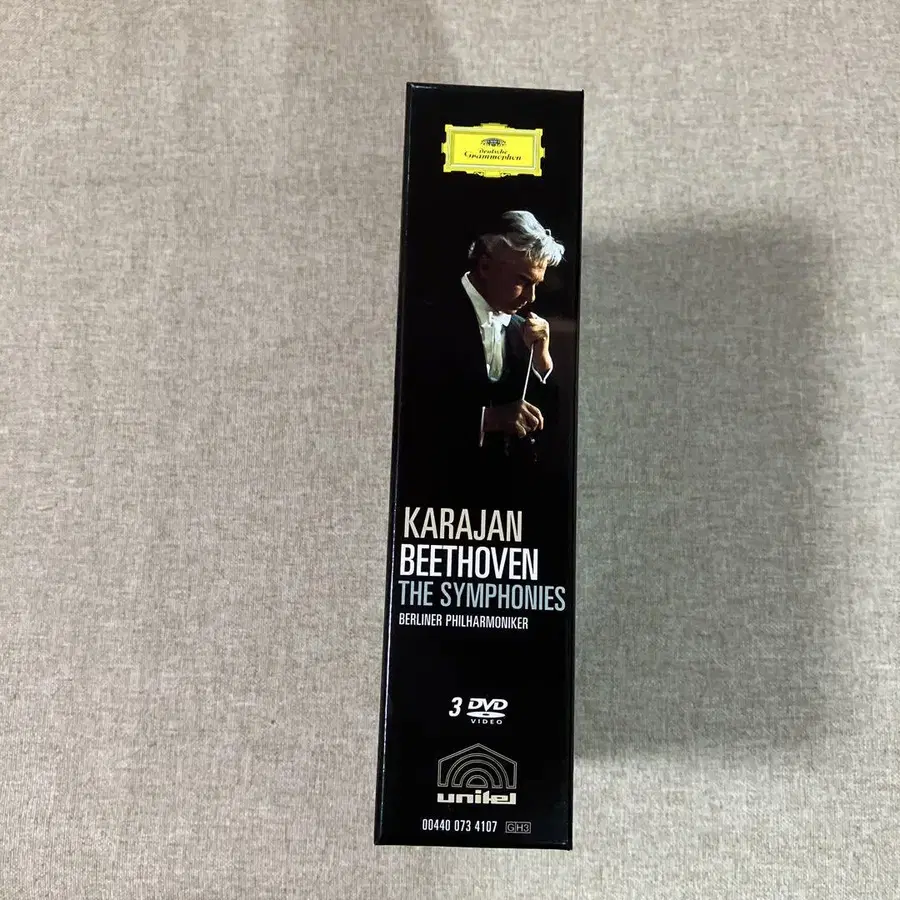 Deutsche
Grammophon
KARAJAN
BEETHOVEN
THE SYMPHONIES
BERLINER PHILHARMONIKER
3 DVD
VIDEO
unitel
00440 073 4107 GH3